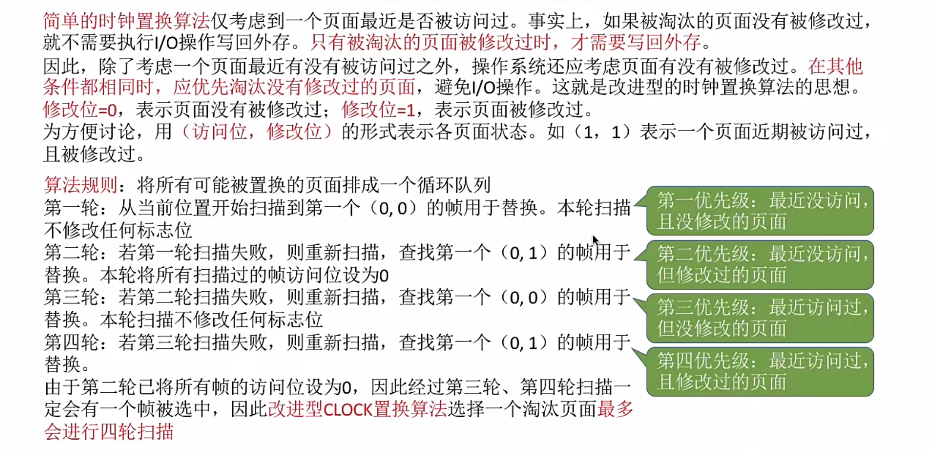 简单的时钟置换算法仅考虑到一个页面最近是否被访问过。事实上，如果被淘汰的页面没有被修改过，
就不需要执行I/O操作写回外存。只有被淘汰的页面被修改过时，才需要写回外存。
因此，除了考虑一个页面最近有没有被访问过之外，操作系统还应考虑页面有没有被修改过。在其他
条件都相同时，应优先淘汰没有修改过的页面，避免I/O操作。这就是改进型的时钟置换算法的思想。
修改位=0，表示页面没有被修改过；修改位=1，表示页面被修改过。
为方便讨论，用（访问位，修改位）的形式表示各页面状态。如（1，1）表示一个页面近期被访问过，
且被修改过。
算法规则：将所有可能被置换的页面排成一个循环队列
第一轮：从当前位置开始扫描到第一个（0, 0）的帧用于替换。本轮扫描
不修改任何标志位
第二轮：若第一轮扫描失败，则重新扫描，查找第一个（0, 1）的帧用于
替换。本轮将所有扫描过的帧访问位设为0
第三轮：若第二轮扫描失败，则重新扫描，查找第一个（0, 0）的帧用于
替换。本轮扫描不修改任何标志位
第四轮：若第三轮扫描失败，则重新扫描，查找第一个（0, 1）的帧用于
替换。
由于第二轮已将所有帧的访问位设为0，因此经过第三轮、第四轮扫描一
定会有一个帧被选中，因此改进型CLOCK置换算法选择一个淘汰页面最多
会进行四轮扫描
第一优先级：最近没访问，
且没修改的页面
第二优先级：最近没访问，
但修改过的页面
第三优先级：最近访问过，
但没修改的页面
第四优先级：最近访问过，
且修改过的页面